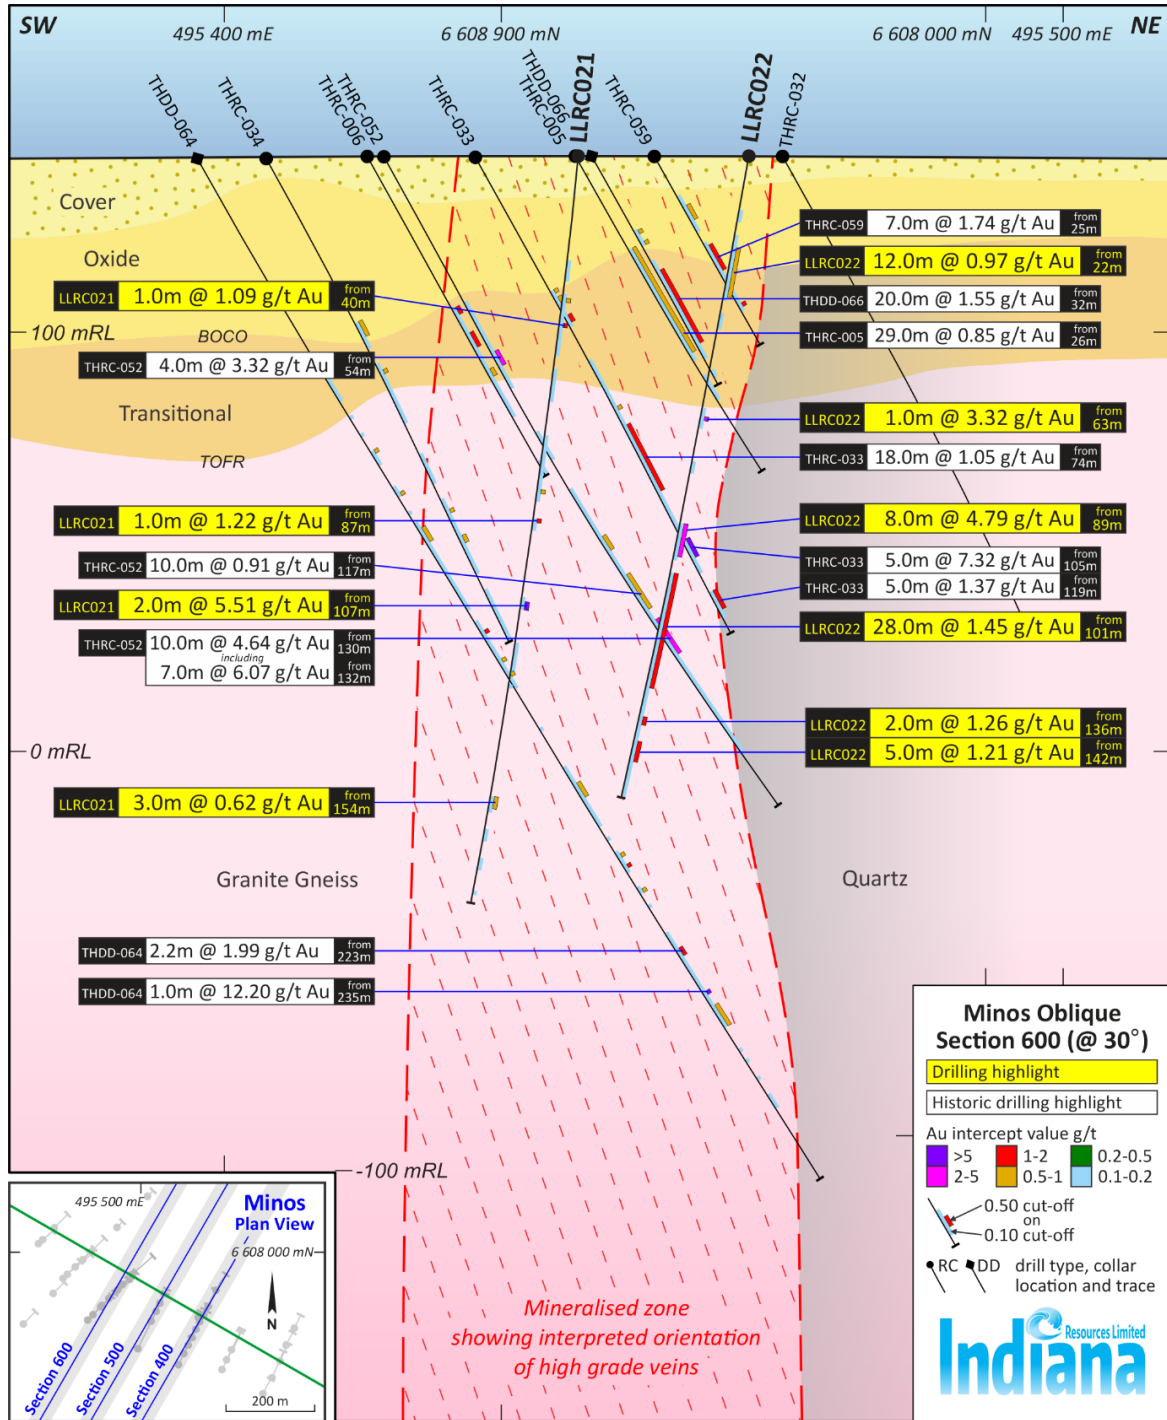 SW
495 400 mE
6 608 900 mN
6 608 000 mN
495 500 mE
NE
THDD-064
THRC-034
THRC-006
THRC-052
THRC-033
THDD-066
THRC-005
LLRC021
THRC-059
LLRC022
THRC-032
Cover
Oxide
BOCO
100 mRL
Transitional
TOFR
0 mRL
Granite Gneiss
Quartz
-100 mRL
LLRC021 1.0m @ 1.09 g/t Au from 40m
THRC-052 4.0m @ 3.32 g/t Au from 54m
LLRC021 1.0m @ 1.22 g/t Au from 87m
THRC-052 10.0m @ 0.91 g/t Au from 117m
LLRC021 2.0m @ 5.51 g/t Au from 107m
THRC-052 10.0m @ 4.64 g/t Au from 130m
including
7.0m @ 6.07 g/t Au from 132m
LLRC021 3.0m @ 0.62 g/t Au from 154m
THDD-064 2.2m @ 1.99 g/t Au from 223m
THDD-064 1.0m @ 12.20 g/t Au from 235m
THRC-059 7.0m @ 1.74 g/t Au from 25m
LLRC022 12.0m @ 0.97 g/t Au from 22m
THDD-066 20.0m @ 1.55 g/t Au from 32m
THRC-005 29.0m @ 0.85 g/t Au from 26m
LLRC022 1.0m @ 3.32 g/t Au from 63m
THRC-033 18.0m @ 1.05 g/t Au from 74m
LLRC022 8.0m @ 4.79 g/t Au from 89m
THRC-033 5.0m @ 7.32 g/t Au from 105m
THRC-033 5.0m @ 1.37 g/t Au from 119m
LLRC022 28.0m @ 1.45 g/t Au from 101m
LLRC022 2.0m @ 1.26 g/t Au from 136m
LLRC022 5.0m @ 1.21 g/t Au from 142m
Mineralised zone
showing interpreted orientation
of high grade veins
495 500 mE
Minos
Plan View
6 608 000 mN
N
Section 600
Section 500
Section 400
200 m
Minos Oblique
Section 600 (@ 30°)
Drilling highlight
Historic drilling highlight
Au intercept value g/t
>5 1-2 0.2-0.5
2-5 0.5-1 0.1-0.2
0.50 cut-off
on
0.10 cut-off
RC DD drill type, collar
location and trace
Resources Limited
Indiana